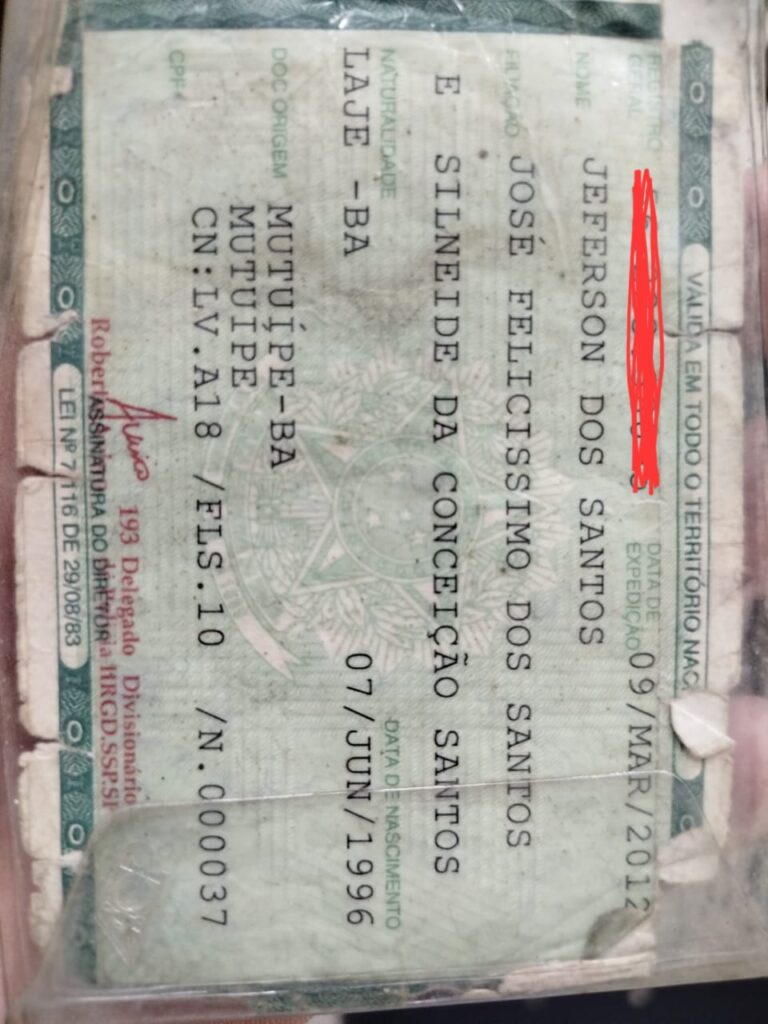 VÁLIDA EM TODO O TERRITÓRIO NAC
REGISTRO GERAL
DATA DE EXPEDIÇÃO 09/MAR/2012
NOME JEFERSON DOS SANTOS
FILIAÇÃO JOSÉ FELICISSIMO DOS SANTOS
E SILNEIDE DA CONCEIÇÃO SANTOS
NATURALIDADE DATA DE NASCIMENTO
LAJE -BA 07/JUN/1996
DOC ORIGEM MUTUÍPE-BA
MUTUIPE
CPF CN:LV.A18 /FLS.10 /N.000037
193 Delegado Divisionário
ASSINATURA DO DIRETOR
LEI Nº 7.116 DE 29/08/83